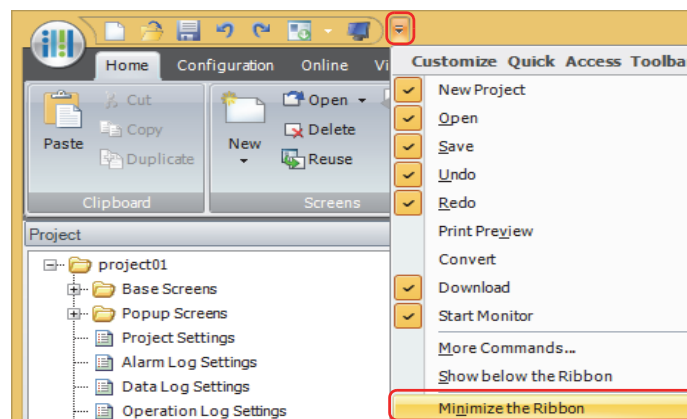 Home Configuration Online Vi
Paste
Cut
Copy
Duplicate
Clipboard
New
Open
Delete
Reuse
Screens
Project
project01
Base Screens
Popup Screens
Project Settings
Alarm Log Settings
Data Log Settings
Operation Log Settings
Customize Quick Access Toolba
New Project
Open
Save
Undo
Redo
Print Preview
Convert
Download
Start Monitor
More Commands...
Show below the Ribbon
Minimize the Ribbon